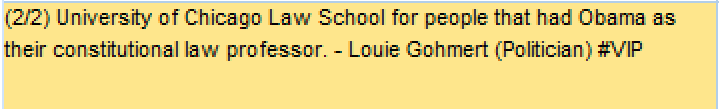 (2/2) University of Chicago Law School for people that had Obama as
their constitutional law professor. - Louie Gohmert (Politician) #VIP